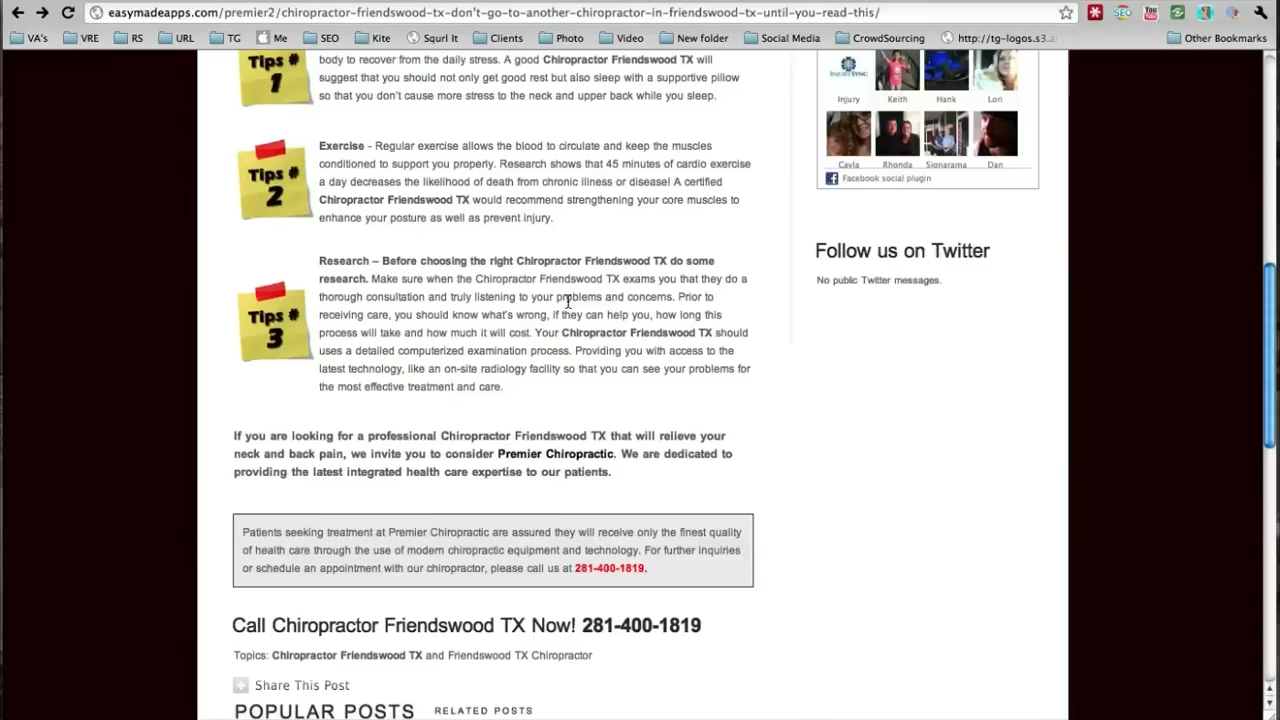 easymadeapps.com/premier2/chiropractor-friendswood-tx-don't-go-to-another-chiropractor-in-friendswood-tx-until-you-read-this/
VA's VRE RS URL TG Me SEO Kite Squrl It Clients Photo Video New folder Social Media CrowdSourcing http://tg-logos.s3.a Other Bookmarks
Tips #
1
body to recover from the daily stress. A good Chiropractor Friendswood TX will
suggest that you should not only get good rest but also sleep with a supportive pillow
so that you don't cause more stress to the neck and upper back while you sleep.
Tips #
2
Exercise - Regular exercise allows the blood to circulate and keep the muscles
conditioned to support you properly. Research shows that 45 minutes of cardio exercise
a day decreases the likelihood of death from chronic illness or disease! A certified
Chiropractor Friendswood TX would recommend strengthening your core muscles to
enhance your posture as well as prevent injury.
Tips #
3
Research – Before choosing the right Chiropractor Friendswood TX do some
research. Make sure when the Chiropractor Friendswood TX exams you that they do a
thorough consultation and truly listening to your problems and concerns. Prior to
receiving care, you should know what's wrong, if they can help you, how long this
process will take and how much it will cost. Your Chiropractor Friendswood TX should
uses a detailed computerized examination process. Providing you with access to the
latest technology, like an on-site radiology facility so that you can see your problems for
the most effective treatment and care.
If you are looking for a professional Chiropractor Friendswood TX that will relieve your
neck and back pain, we invite you to consider Premier Chiropractic. We are dedicated to
providing the latest integrated health care expertise to our patients.
Patients seeking treatment at Premier Chiropractic are assured they will receive only the finest quality
of health care through the use of modern chiropractic equipment and technology. For further inquiries
or schedule an appointment with our chiropractor, please call us at 281-400-1819.
Call Chiropractor Friendswood TX Now! 281-400-1819
Topics: Chiropractor Friendswood TX and Friendswood TX Chiropractor
Share This Post
POPULAR POSTS RELATED POSTS
INJURYSYNC
Injury Keith Hank Lori
Cayla Rhonda Sionarama Dan
Facebook social plugin
Follow us on Twitter
No public Twitter messages.